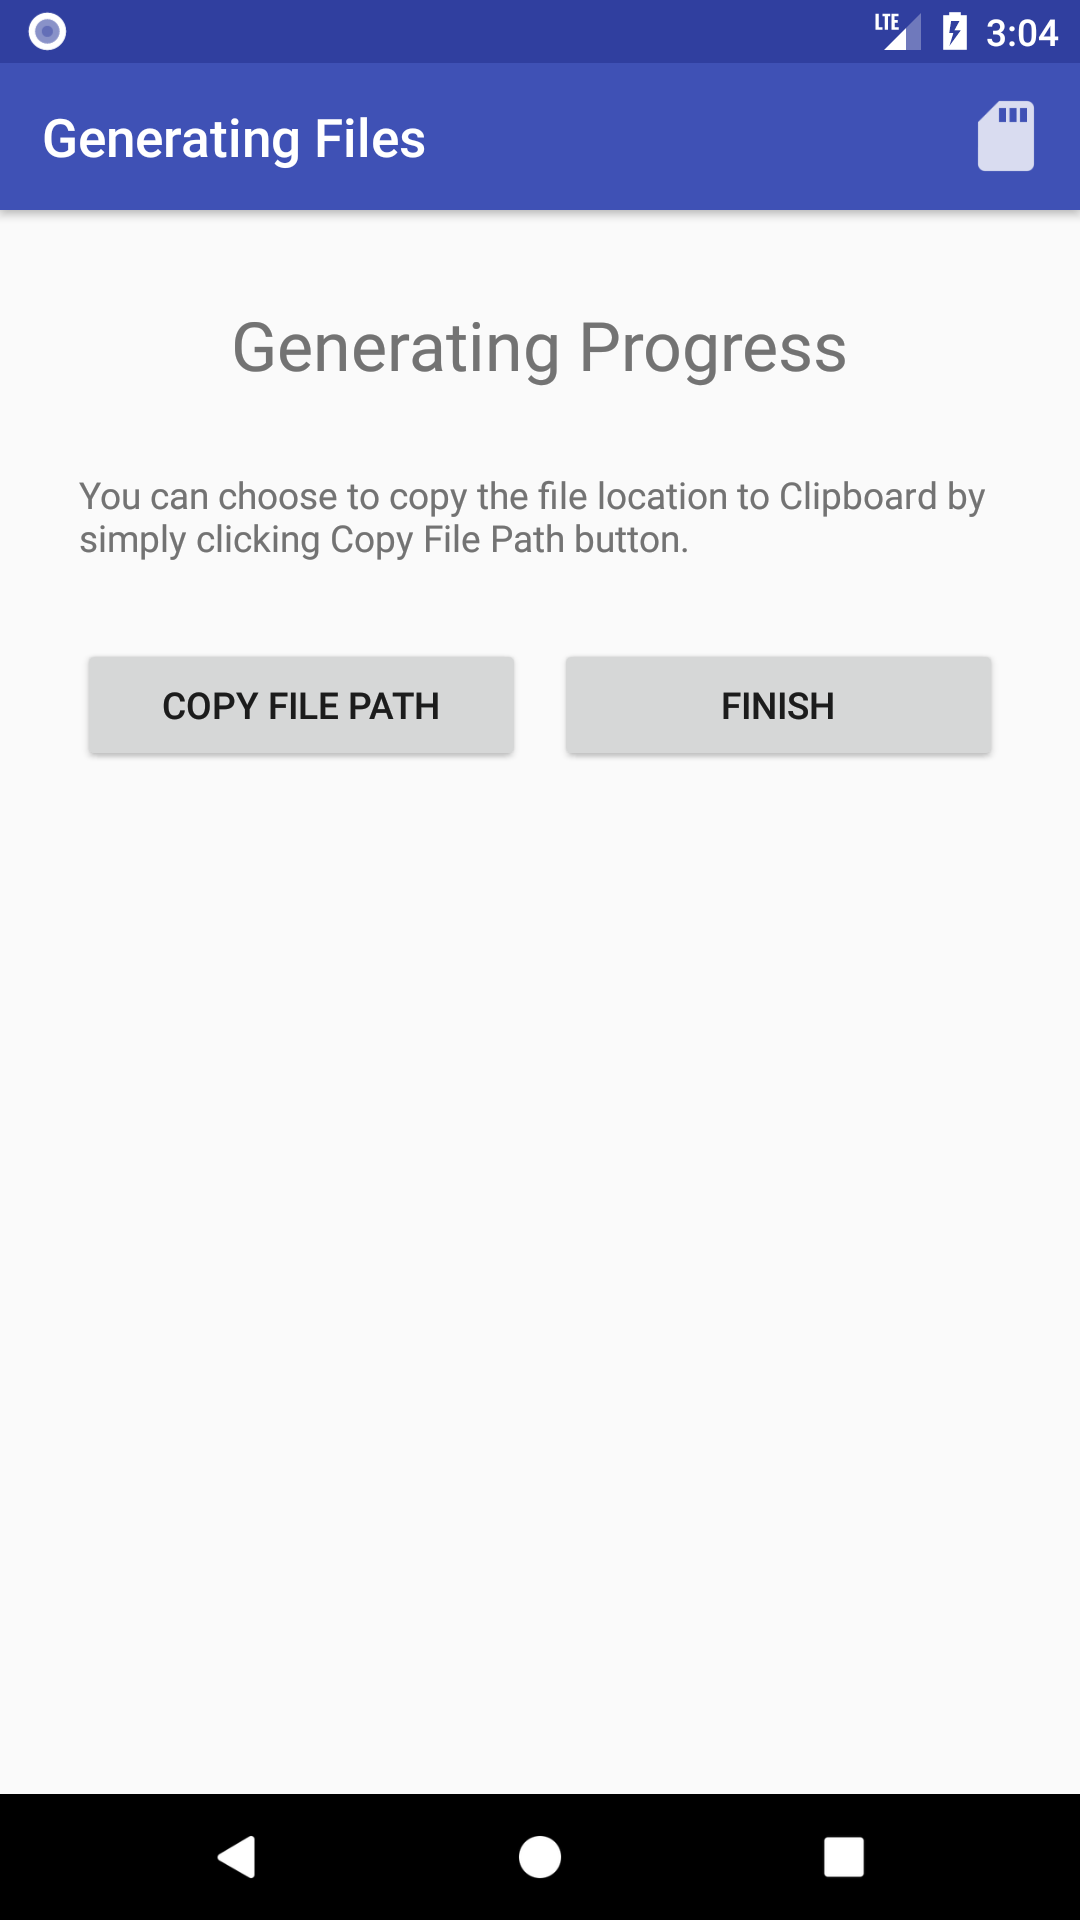 LTE 3:04
Generating Files
Generating Progress
You can choose to copy the file location to Clipboard by
simply clicking Copy File Path button.
COPY FILE PATH FINISH